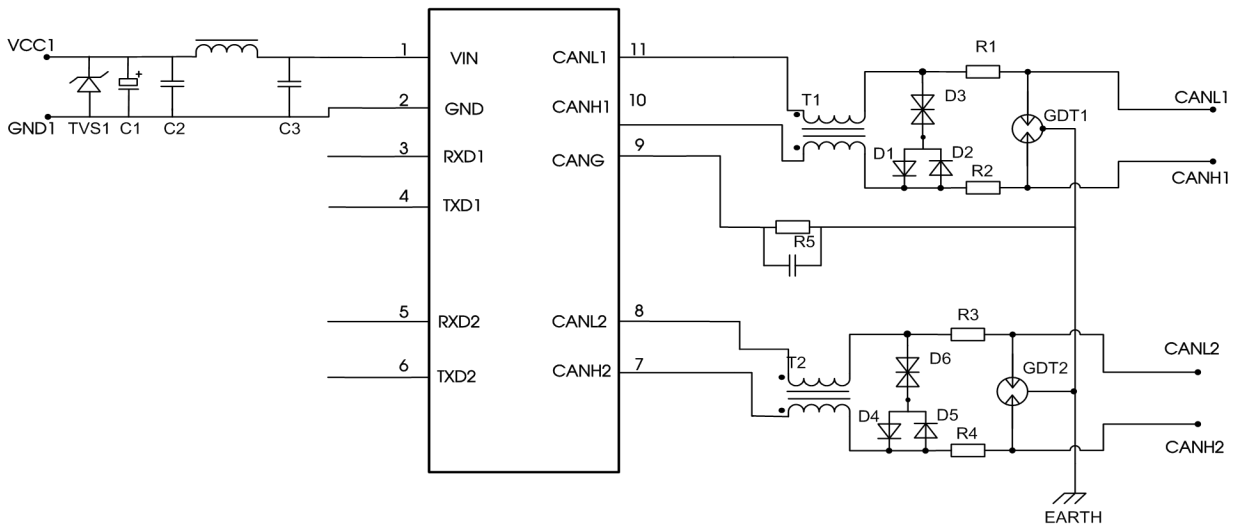 VCC1
GND1
TVS1
C1
+
C2
C3
1
VIN
2
GND
3
RXD1
4
TXD1
5
RXD2
6
TXD2
CANL1
11
CANH1
10
CANG
9
CANL2
8
CANH2
7
T1
D3
D1
D2
R1
R2
GDT1
CANL1
CANH1
R5
T2
D6
D4
D5
R3
R4
GDT2
CANL2
CANH2
EARTH